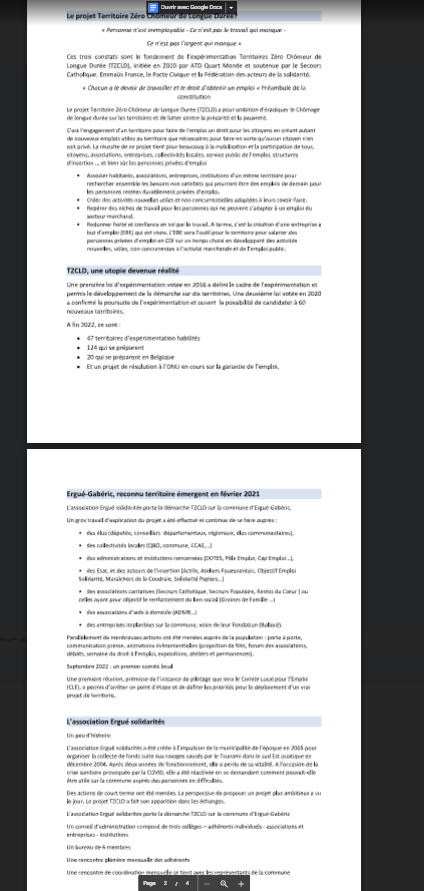 Ouvrir avec Google Docs
Le projet Territoire Zéro Chômeur de Longue Durée?
« Personne n'est inemployable - Ce n'est pas le travail qui manque -
Ce n'est pas l'argent qui manque »
Ces trois constats sont le fondement de l'expérimentation Territoires Zéro Chômeur de
Longue Durée (TZCLD), initiée en 2010 par ATD Quart Monde et soutenue par le Secours
Catholique, Emmaüs France, le Pacte Civique et la Fédération des acteurs de la solidarité.
« Chacun a le devoir de travailler et le droit d'obtenir un emploi » Préambule de la
constitution
Le projet Territoire Zéro Chômeur de Longue Durée (TZCLD) a pour ambition d'éradiquer le Chômage
de longue durée sur les territoires et de lutter contre la précarité et la pauvreté.
C'est l'engagement d'un territoire pour faire de l'emploi un droit pour les citoyens en créant autant
de nouveaux emplois utiles au territoire que nécessaires pour faire en sorte qu'aucun citoyen n'en
soit privé. La réussite de ce projet tient pour beaucoup à la mobilisation et la participation de tous,
citoyens, associations, entreprises, collectivités locales, service public de l'emploi, structures
d'insertion ... et bien sûr les personnes privées d'emploi
• Associer habitants, associations, entreprises, institutions d'un même territoire pour
rechercher ensemble les besoins non satisfaits qui pourront être des emplois de demain pour
les personnes restées durablement privées d'emploi.
• Créer des activités nouvelles utiles et non concurrentielles adaptées à leurs savoir-faire.
• Repérer des niches de travail pour les personnes qui ne peuvent s'adapter à un emploi du
secteur marchand.
• Redonner fierté et confiance en soi par le travail. A terme, c'est la création d'une entreprise à
but d'emploi (EBE) qui est visée. L'EBE sera l'outil pour le territoire pour salarier des
personnes privées d'emploi en CDI sur un temps choisi en développant des activités
nouvelles, utiles, non concurrentes à l'activité marchande et de l'emploi public.
TZCLD, une utopie devenue réalité
Une première loi d'expérimentation votée en 2016 a défini le cadre de l'expérimentation et
permis le développement de la démarche sur dix territoires. Une deuxième loi votée en 2020
a confirmé la poursuite de l'expérimentation et ouvert la possibilité de candidater à 60
nouveaux territoires.
A fin 2022, ce sont :
• 47 territoires d'expérimentation habilités
• 124 qui se préparent
• 20 qui se préparent en Belgique
• Et un projet de résolution à l'ONU en cours sur la garantie de l'emploi.
Ergué-Gabéric, reconnu territoire émergent en février 2021
L'association Ergué solidarités porte la démarche TZCLD sur la commune d'Ergué-Gabéric.
Un gros travail d'explication du projet a été effectué et continue de se faire auprès :
• des élus (députés, conseillers départementaux, régionaux, élus communautaires),
• des collectivités locales (QBO, commune, CCAS, ..)
• des administrations et institutions concernées (DDTES, Pôle Emploi, Cap Emploi ..),
• des Esat, et des acteurs de l'insertion (Actife, Ateliers Fouesnantais, Objectif Emploi
Solidarité, Maraîchers de la Coudraie, Solidarité Papiers...)
• des associations caritatives (Secours Catholique, Secours Populaire, Restos du Cœur ) ou
celles ayant pour objectif le renforcement du lien social (Graines de Famille ...)
• des associations d'aide à domicile (ADMR...)
• des entreprises implantées sur la commune, voire de leur Fondation (Bolloré).
Parallèlement de nombreuses actions ont été menées auprès de la population : porte à porte,
communication presse, animations évènementielles (projection de film, forum des associations,
débats, semaine du droit à l'emploi, expositions, ateliers et permanences).
Septembre 2022 : un premier comité local
Une première réunion, prémisse de l'instance de pilotage que sera le Comité Local pour l'Emploi
(CLE), a permis d'arrêter un point d'étape et de définir les priorités pour le déploiement d'un vrai
projet de territoire.
L'association Ergué solidarités
Un peu d'histoire
L'association Ergué solidarités a été créée à l'impulsion de la municipalité de l'époque en 2005 pour
organiser la collecte de fonds suite aux ravages causés par le Tsunami dans le sud Est asiatique en
décembre 2004. Après deux années de fonctionnement, elle a perdu de sa vitalité. A l'occasion de la
crise sanitaire provoquée par la COVID, elle a été réactivée en se demandant comment pouvait-elle
être utile sur la commune auprès des personnes en difficultés.
Des actions de court terme ont été menées. La perspective de proposer un projet plus ambitieux a vu
le jour. Le projet TZCLD a fait son apparition dans les échanges.
L'association Ergué solidarités porte la démarche TZCLD sur la commune d'Ergué-Gabéric
Un conseil d'administration composé de trois collèges – adhérents individuels - associations et
entreprises - institutions
Un bureau de 6 membres
Une rencontre plénière mensuelle des adhérents
Une rencontre de coordination mensuelle se tient avec les représentants de la commune
Page 3 / 4